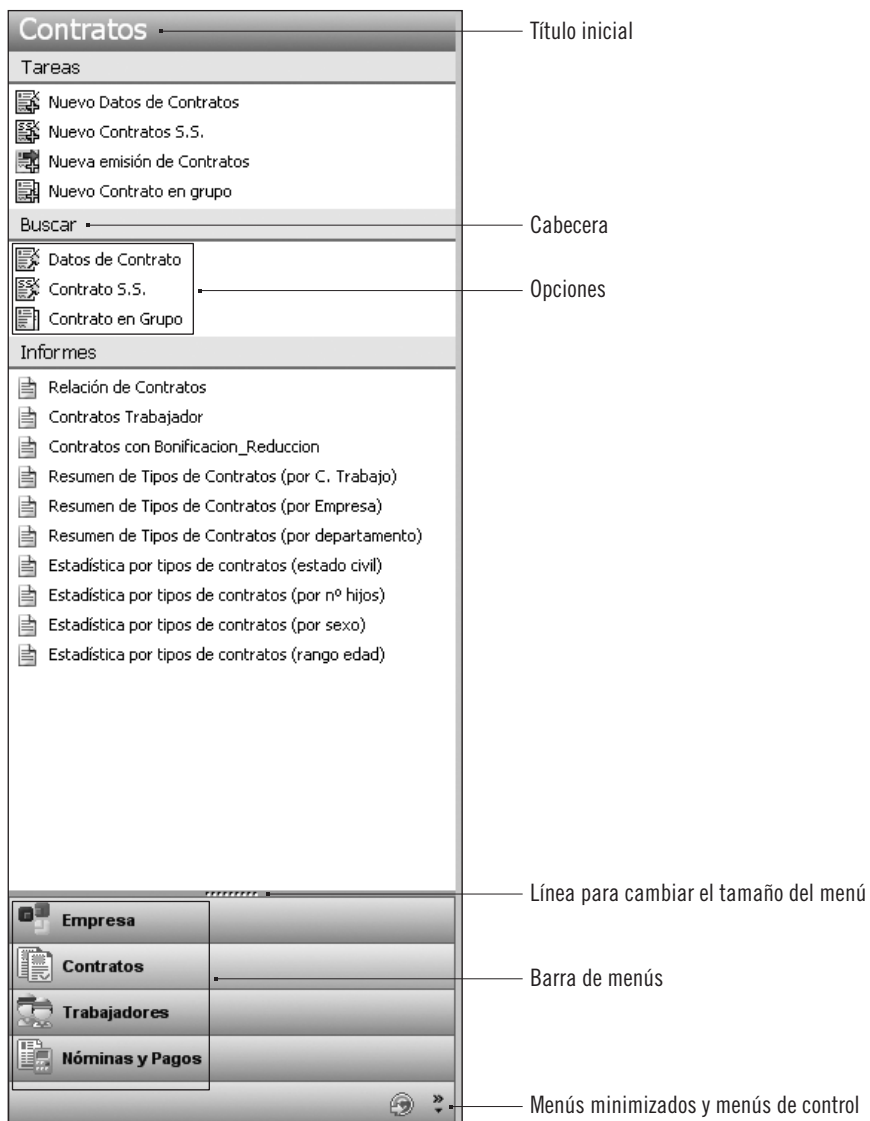 Contratos
Título inicial
Tareas
Nuevo Datos de Contratos
Nuevo Contratos S.S.
Nueva emisión de Contratos
Nuevo Contrato en grupo
Buscar
Cabecera
Datos de Contrato
Contrato S.S.
Opciones
Contrato en Grupo
Informes
Relación de Contratos
Contratos Trabajador
Contratos con Bonificacion_Reduccion
Resumen de Tipos de Contratos (por C. Trabajo)
Resumen de Tipos de Contratos (por Empresa)
Resumen de Tipos de Contratos (por departamento)
Estadística por tipos de contratos (estado civil)
Estadística por tipos de contratos (por nº hijos)
Estadística por tipos de contratos (por sexo)
Estadística por tipos de contratos (rango edad)
Línea para cambiar el tamaño del menú
Empresa
Contratos
Barra de menús
Trabajadores
Nóminas y Pagos
Menús minimizados y menús de control